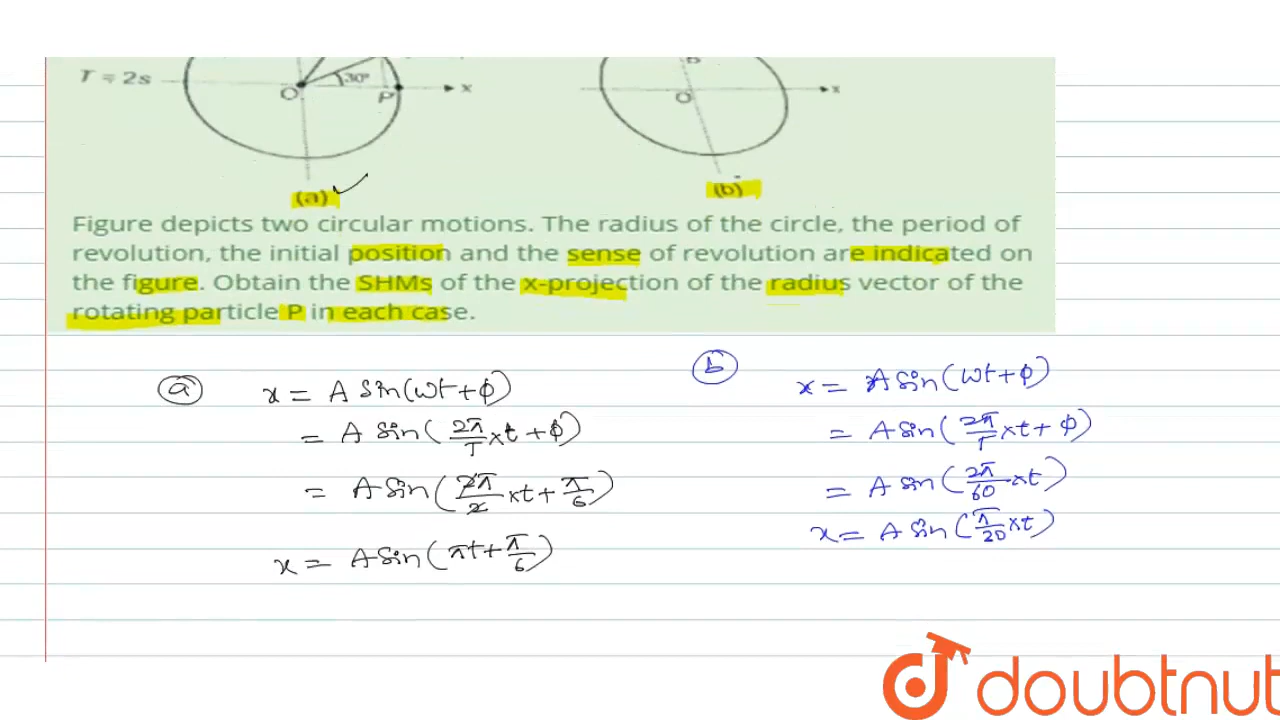 T = 2s
30°
O
P
x
O
x
(a)
(b)
Figure depicts two circular motions. The radius of the circle, the period of
revolution, the initial position and the sense of revolution are indicated on
the figure. Obtain the SHMs of the x-projection of the radius vector of the
rotating particle P in each case.
(a) x = A sin(ωt+φ)
= A sin(2π/T ×t + φ)
= A sin(2π/2 ×t + π/6)
x = A sin(πt + π/6)
(b) x = A sin(ωt+φ)
= A sin(2π/T ×t + φ)
= A sin(2π/60 ×t)
x = A sin(π/20 ×t)
doubtnut